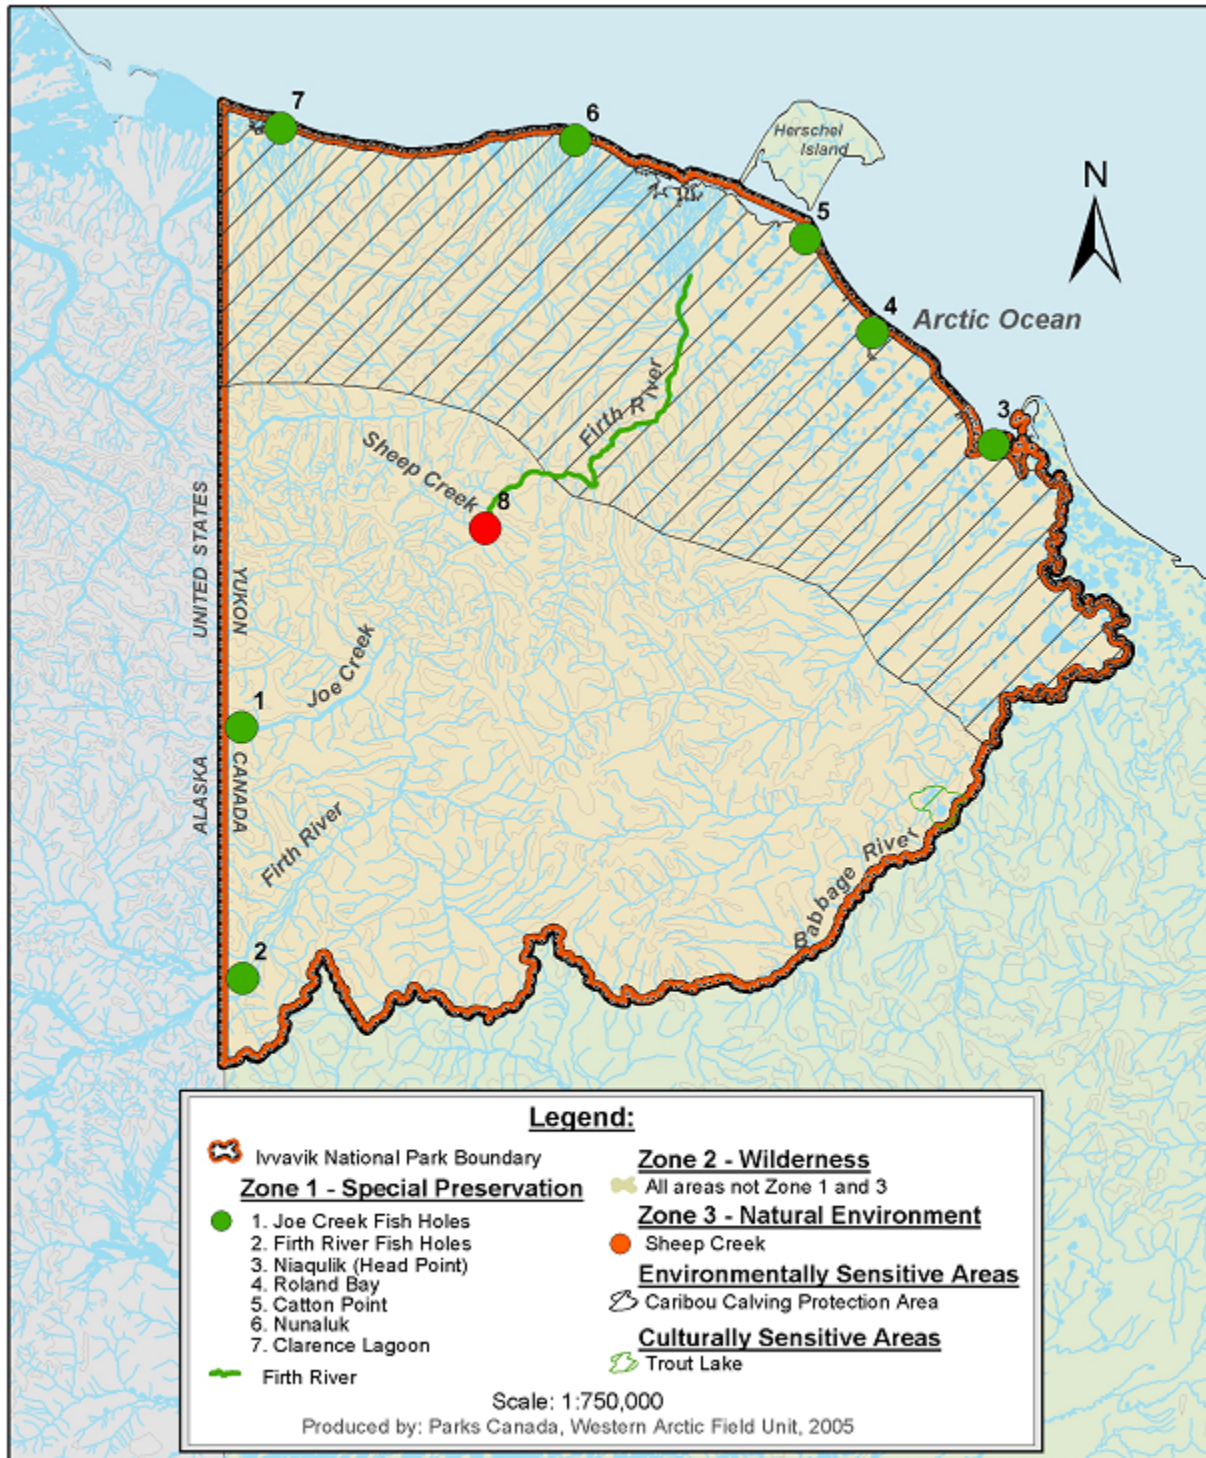 7
6
Herschel
Island
5
N
4
Arctic Ocean
3
Firth River
Sheep Creek
8
UNITED STATES
YUKON
Joe Creek
1
ALASKA
CANADA
Firth River
Babbage River
2
Legend:
Ivvavik National Park Boundary
Zone 1 - Special Preservation
1. Joe Creek Fish Holes
2. Firth River Fish Holes
3. Niaqulik (Head Point)
4. Roland Bay
5. Catton Point
6. Nunaluk
7. Clarence Lagoon
Firth River
Zone 2 - Wilderness
All areas not Zone 1 and 3
Zone 3 - Natural Environment
Sheep Creek
Environmentally Sensitive Areas
Caribou Calving Protection Area
Culturally Sensitive Areas
Trout Lake
Scale: 1:750,000
Produced by: Parks Canada, Western Arctic Field Unit, 2005